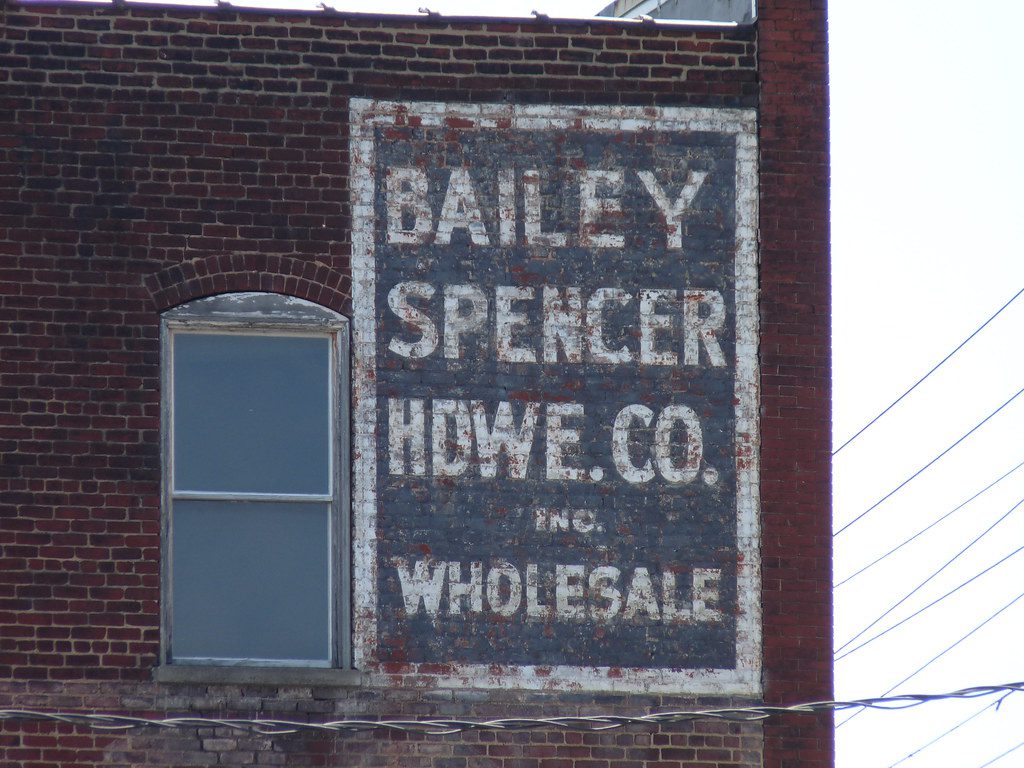 BAILEY
SPENCER
HDWE. CO.
INC.
WHOLESALE